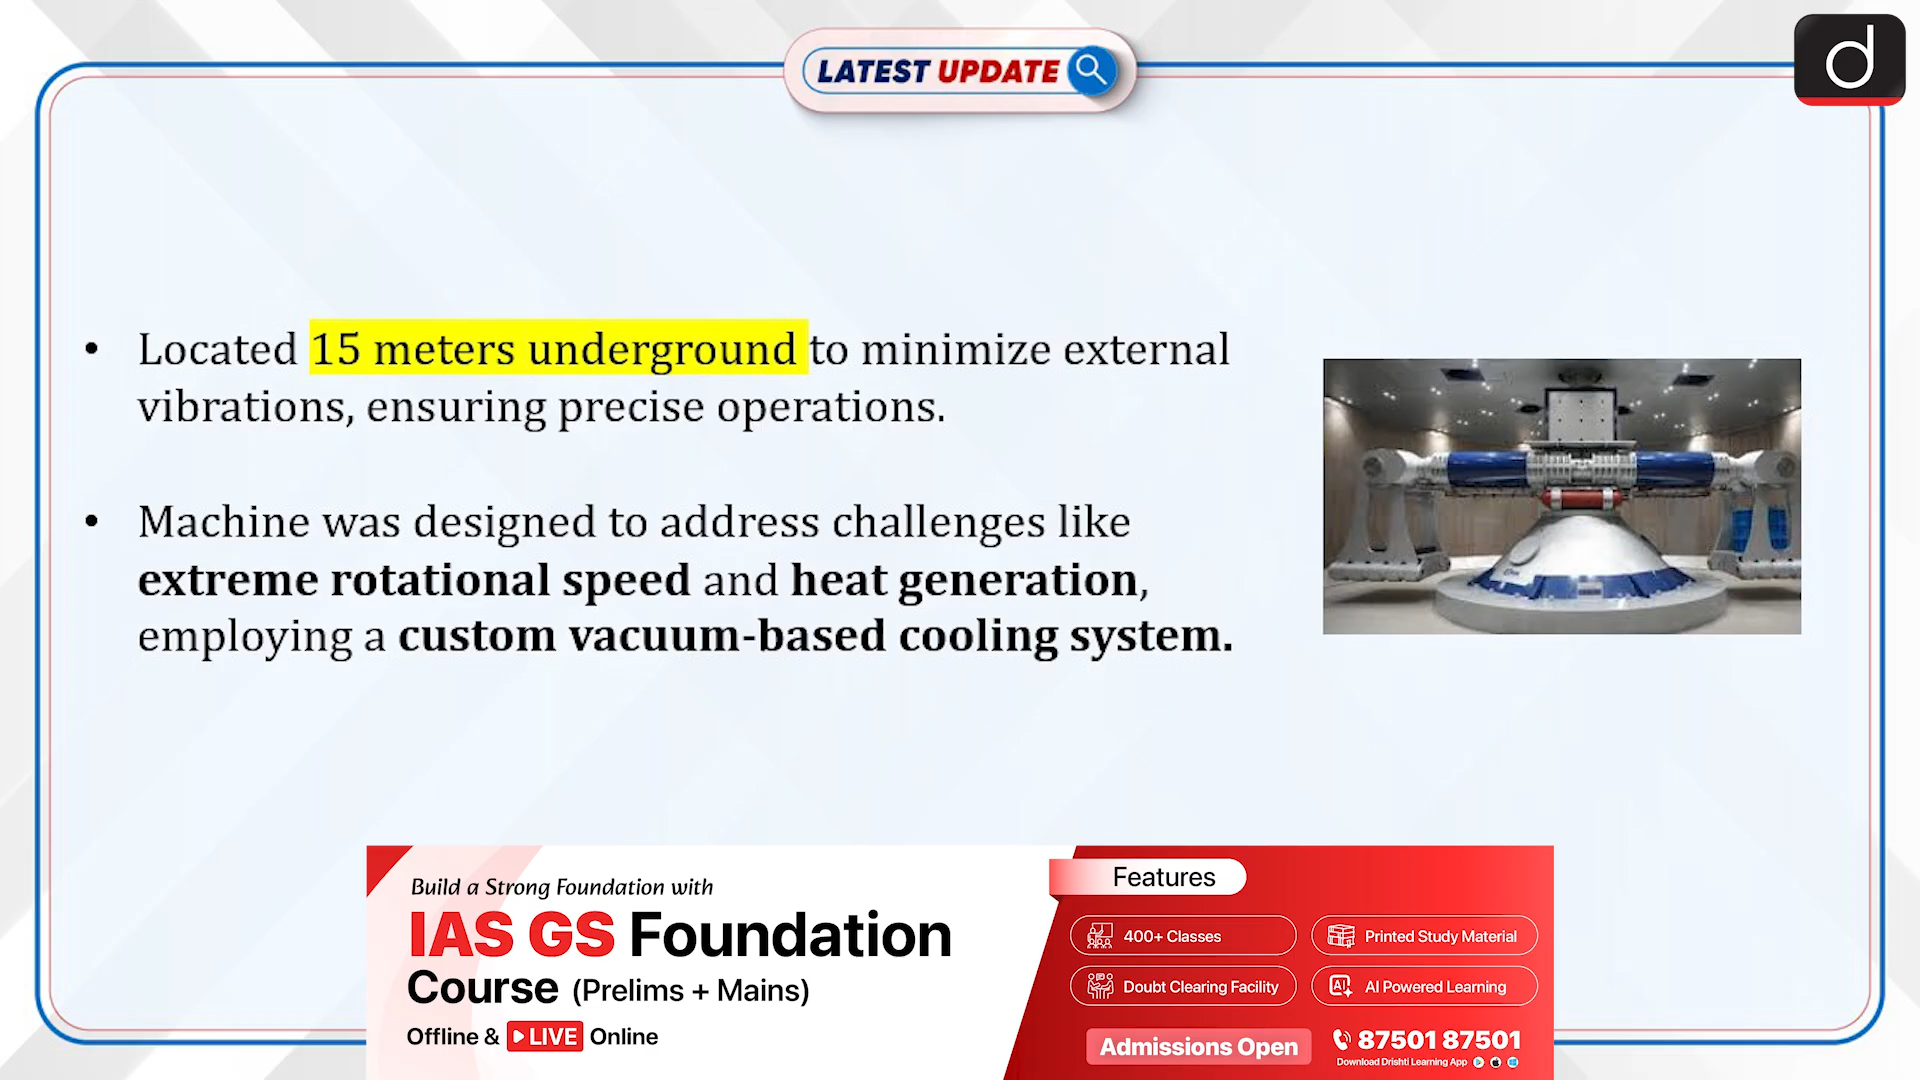 LATEST UPDATE
d
• Located 15 meters underground to minimize external
vibrations, ensuring precise operations.
• Machine was designed to address challenges like
extreme rotational speed and heat generation,
employing a custom vacuum-based cooling system.
Build a Strong Foundation with
IAS GS Foundation
Course (Prelims + Mains)
Offline & LIVE Online
Features
400+ Classes
Printed Study Material
Doubt Clearing Facility
AI Powered Learning
Admissions Open
87501 87501
Download Drishti Learning App